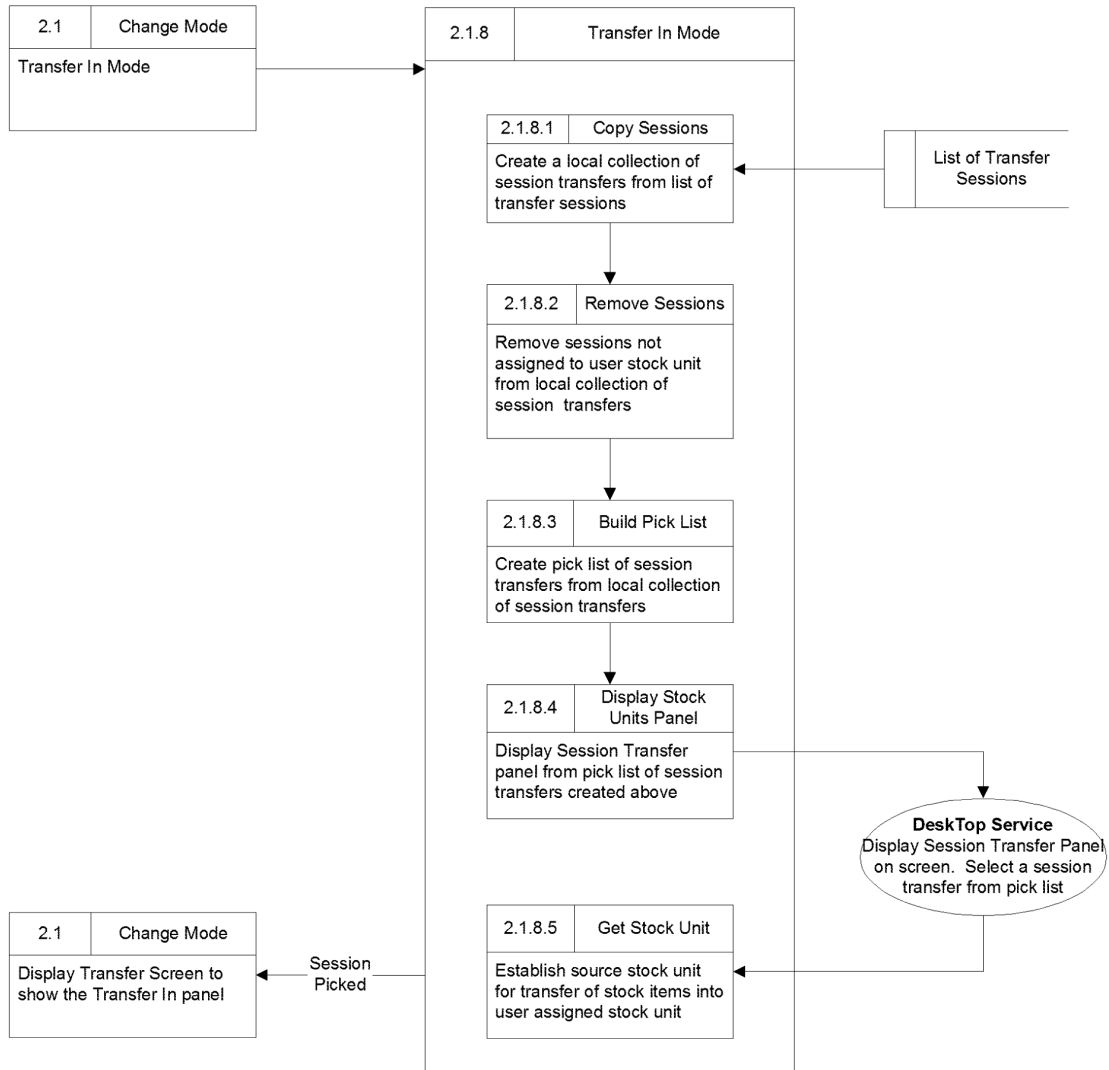 2.1 Change Mode
Transfer In Mode
2.1.8 Transfer In Mode
2.1.8.1 Copy Sessions
Create a local collection of
session transfers from list of
transfer sessions
List of Transfer
Sessions
2.1.8.2 Remove Sessions
Remove sessions not
assigned to user stock unit
from local collection of
session transfers
2.1.8.3 Build Pick List
Create pick list of session
transfers from local collection
of session transfers
2.1.8.4 Display Stock
Units Panel
Display Session Transfer
panel from pick list of session
transfers created above
DeskTop Service
Display Session Transfer Panel
on screen. Select a session
transfer from pick list
2.1.8.5 Get Stock Unit
Establish source stock unit
for transfer of stock items into
user assigned stock unit
Session
Picked
2.1 Change Mode
Display Transfer Screen to
show the Transfer In panel